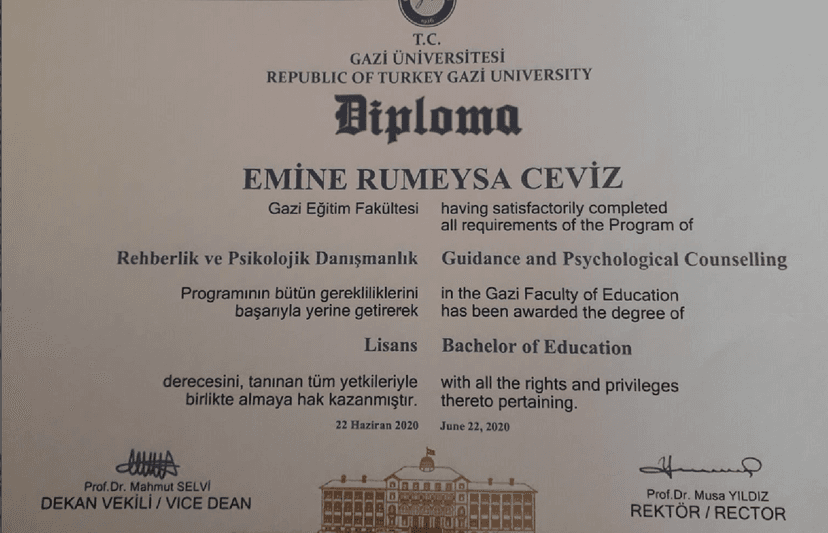 1926
T.C.
GAZİ ÜNİVERSİTESİ
REPUBLIC OF TURKEY GAZI UNIVERSITY
Diploma
EMİNE RUMEYSA CEVİZ
Gazi Eğitim Fakültesi
Rehberlik ve Psikolojik Danışmanlık
Programının bütün gerekliliklerini
başarıyla yerine getirerek
Lisans
derecesini, tanınan tüm yetkileriyle
birlikte almaya hak kazanmıştır.
22 Haziran 2020
having satisfactorily completed
all requirements of the Program of
Guidance and Psychological Counselling
in the Gazi Faculty of Education
has been awarded the degree of
Bachelor of Education
with all the rights and privileges
thereto pertaining.
June 22, 2020
Prof.Dr. Mahmut SELVİ
DEKAN VEKİLİ / VICE DEAN
Prof.Dr. Musa YILDIZ
REKTÖR / RECTOR